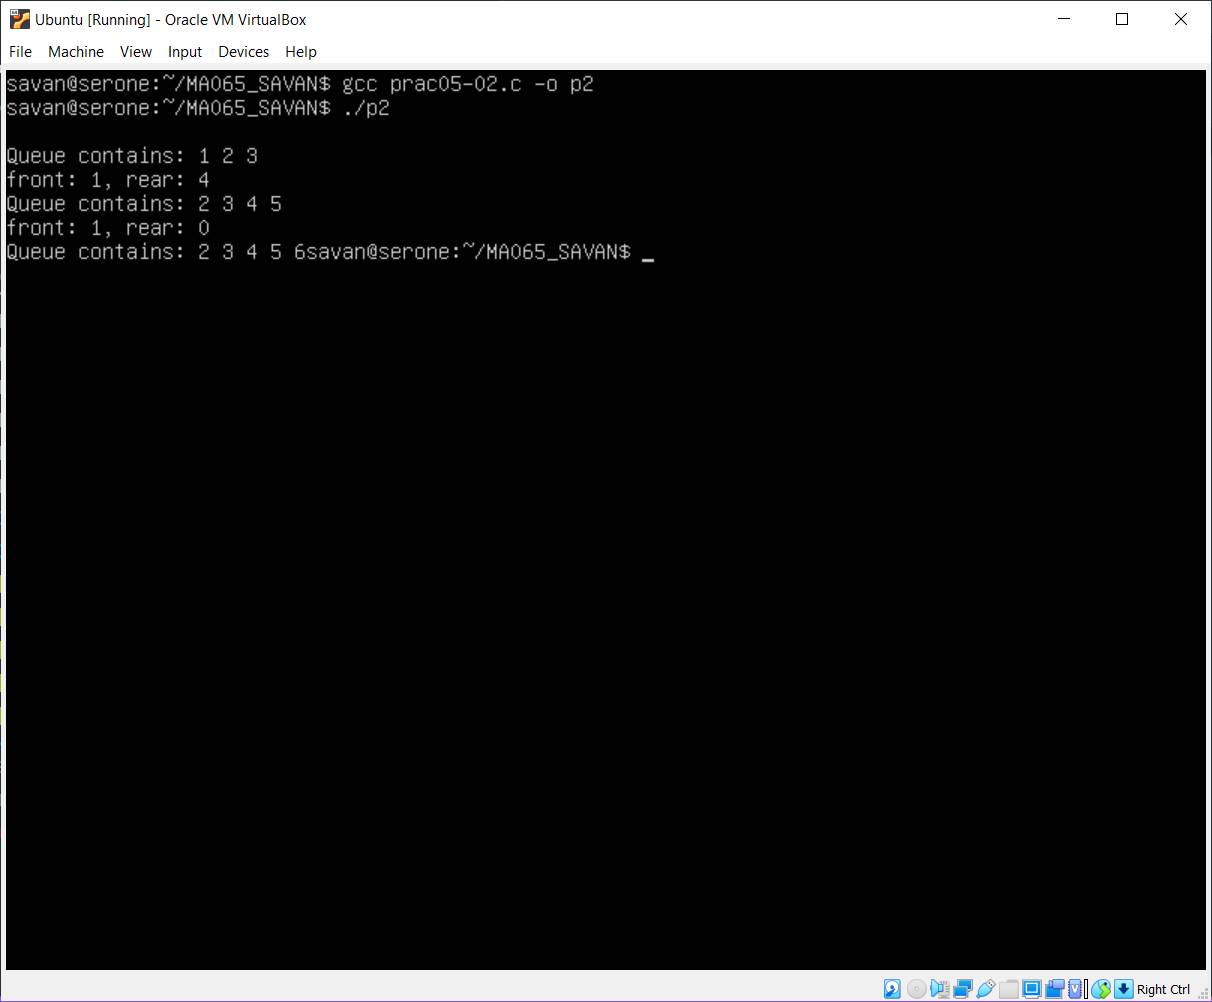 Ubuntu [Running] - Oracle VM VirtualBox
File Machine View Input Devices Help
savan@serone:~/MA065_SAVAN$ gcc prac05-02.c -o p2
savan@serone:~/MA065_SAVAN$ ./p2
Queue contains: 1 2 3
front: 1, rear: 4
Queue contains: 2 3 4 5
front: 1, rear: 0
Queue contains: 2 3 4 5 6savan@serone:~/MA065_SAVAN$ _
Right Ctrl